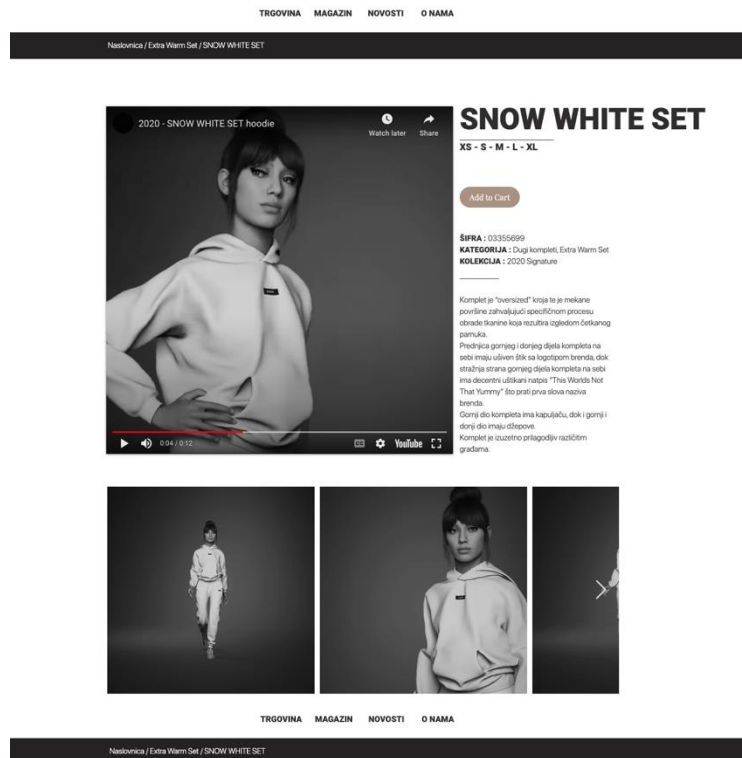 TRGOVINA MAGAZIN NOVOSTI O NAMA
Naslovnica / Extra Warm Set / SNOW WHITE SET
2020 - SNOW WHITE SET hoodie
Watch later Share
0:04 / 0:12
CC YouTube
SNOW WHITE SET
XS - S - M - L - XL
Add to Cart
ŠIFRA : 03355699
KATEGORIJA : Dugi kompleti, Extra Warm Set
KOLEKCIJA : 2020 Signature
Komplet je "oversized" kroja te je mekane
površine zahvaljujući specifičnom procesu
obrade tkanine koja rezultira izgledom četkanog
pamuka.
Prednjica gornjeg i donjeg dijela kompleta na
sebi imaju ušiven štik sa logotipom brenda, dok
stražnja strana gornjeg dijela kompleta na sebi
ima decentni uštikani natpis "This Worlds Not
That Yummy" što prati prva slova naziva
brenda.
Gornji dio kompleta ima kapuljaču, dok i gornji i
donji dio imaju džepove.
Komplet je izuzetno prilagodljiv različitim
građama.
TRGOVINA MAGAZIN NOVOSTI O NAMA
Naslovnica / Extra Warm Set / SNOW WHITE SET